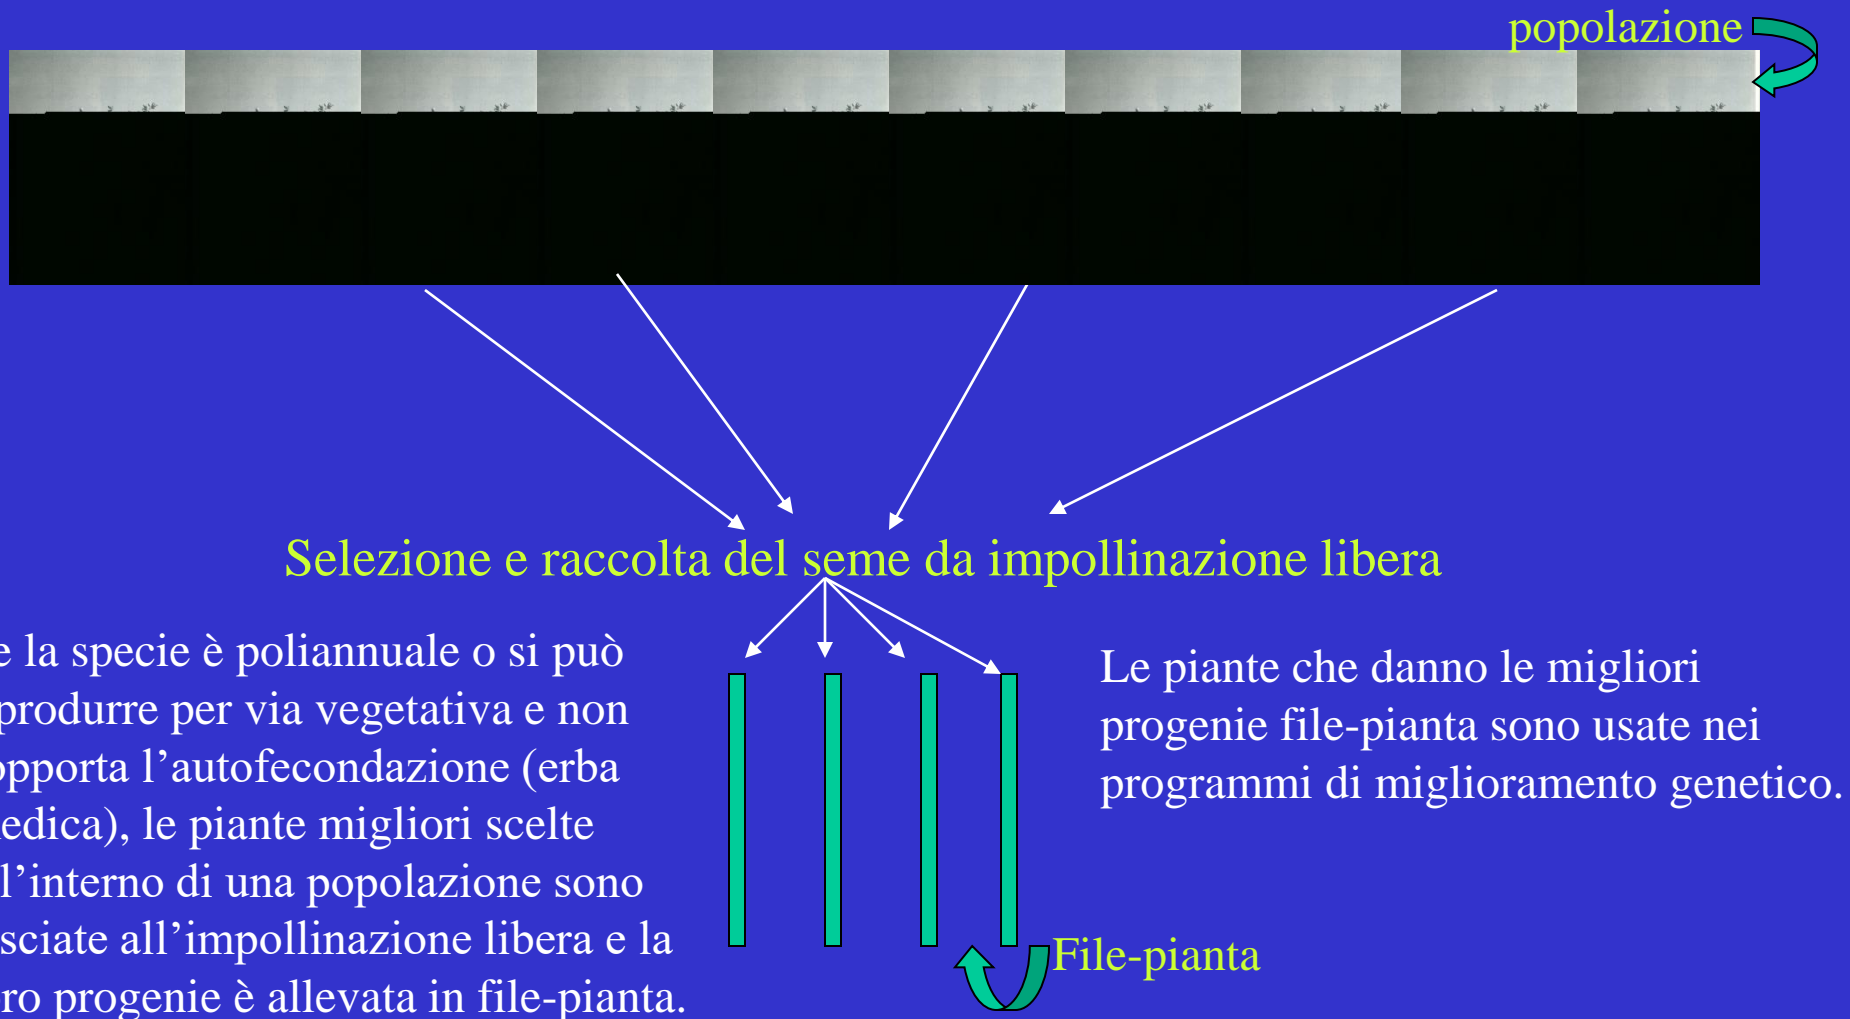 popolazione
Selezione e raccolta del seme da impollinazione libera
e la specie è poliannuale o si può
produrre per via vegetativa e non
opporta l’autofecondazione (erba
edica), le piante migliori scelte
l’interno di una popolazione sono
sciate all’impollinazione libera e la
ro progenie è allevata in file-pianta.
Le piante che danno le migliori
progenie file-pianta sono usate nei
programmi di miglioramento genetico.
File-pianta